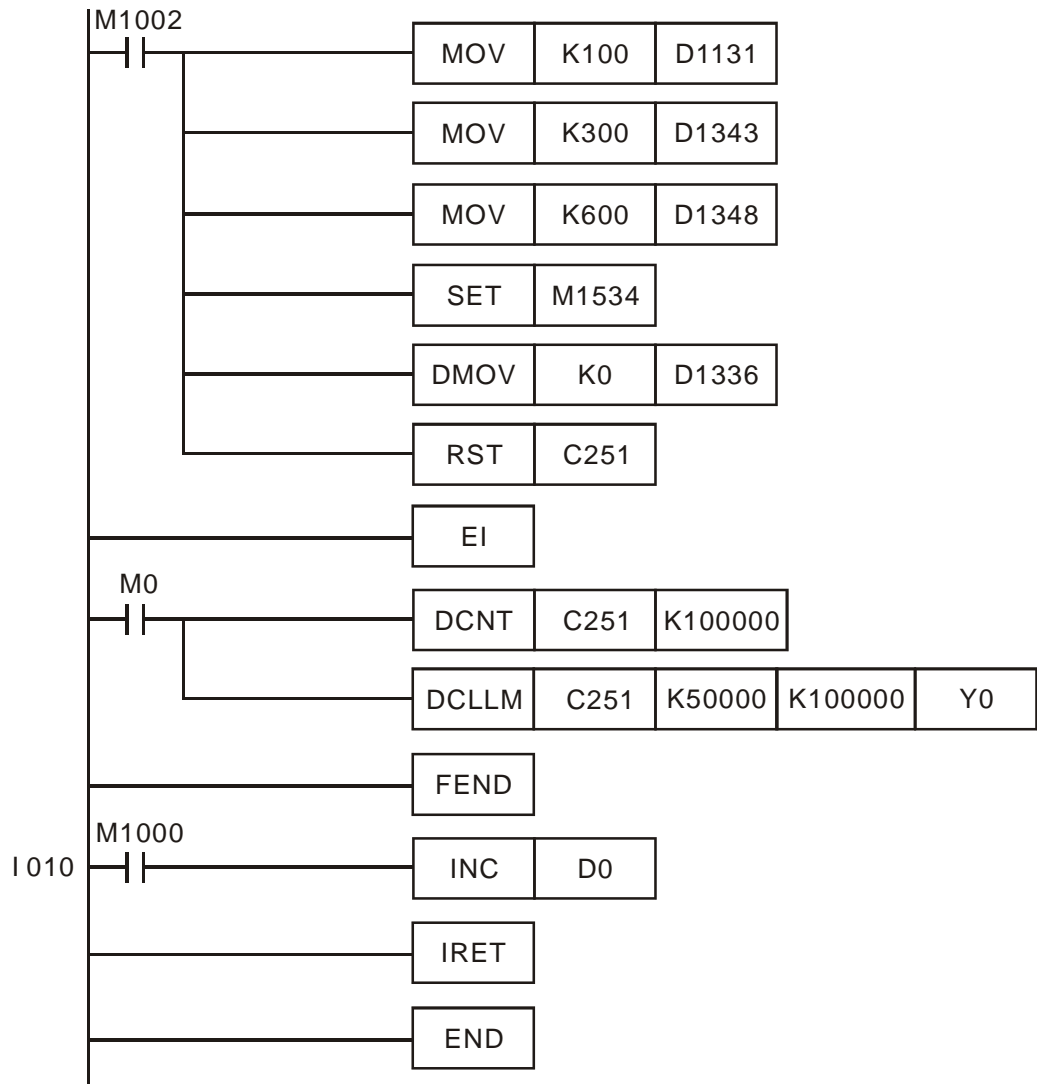 M1002
MOV K100 D1131
MOV K300 D1343
MOV K600 D1348
SET M1534
DMOV K0 D1336
RST C251
EI
M0
DCNT C251 K100000
DCLLM C251 K50000 K100000 Y0
FEND
M1000
I010 INC D0
IRET
END